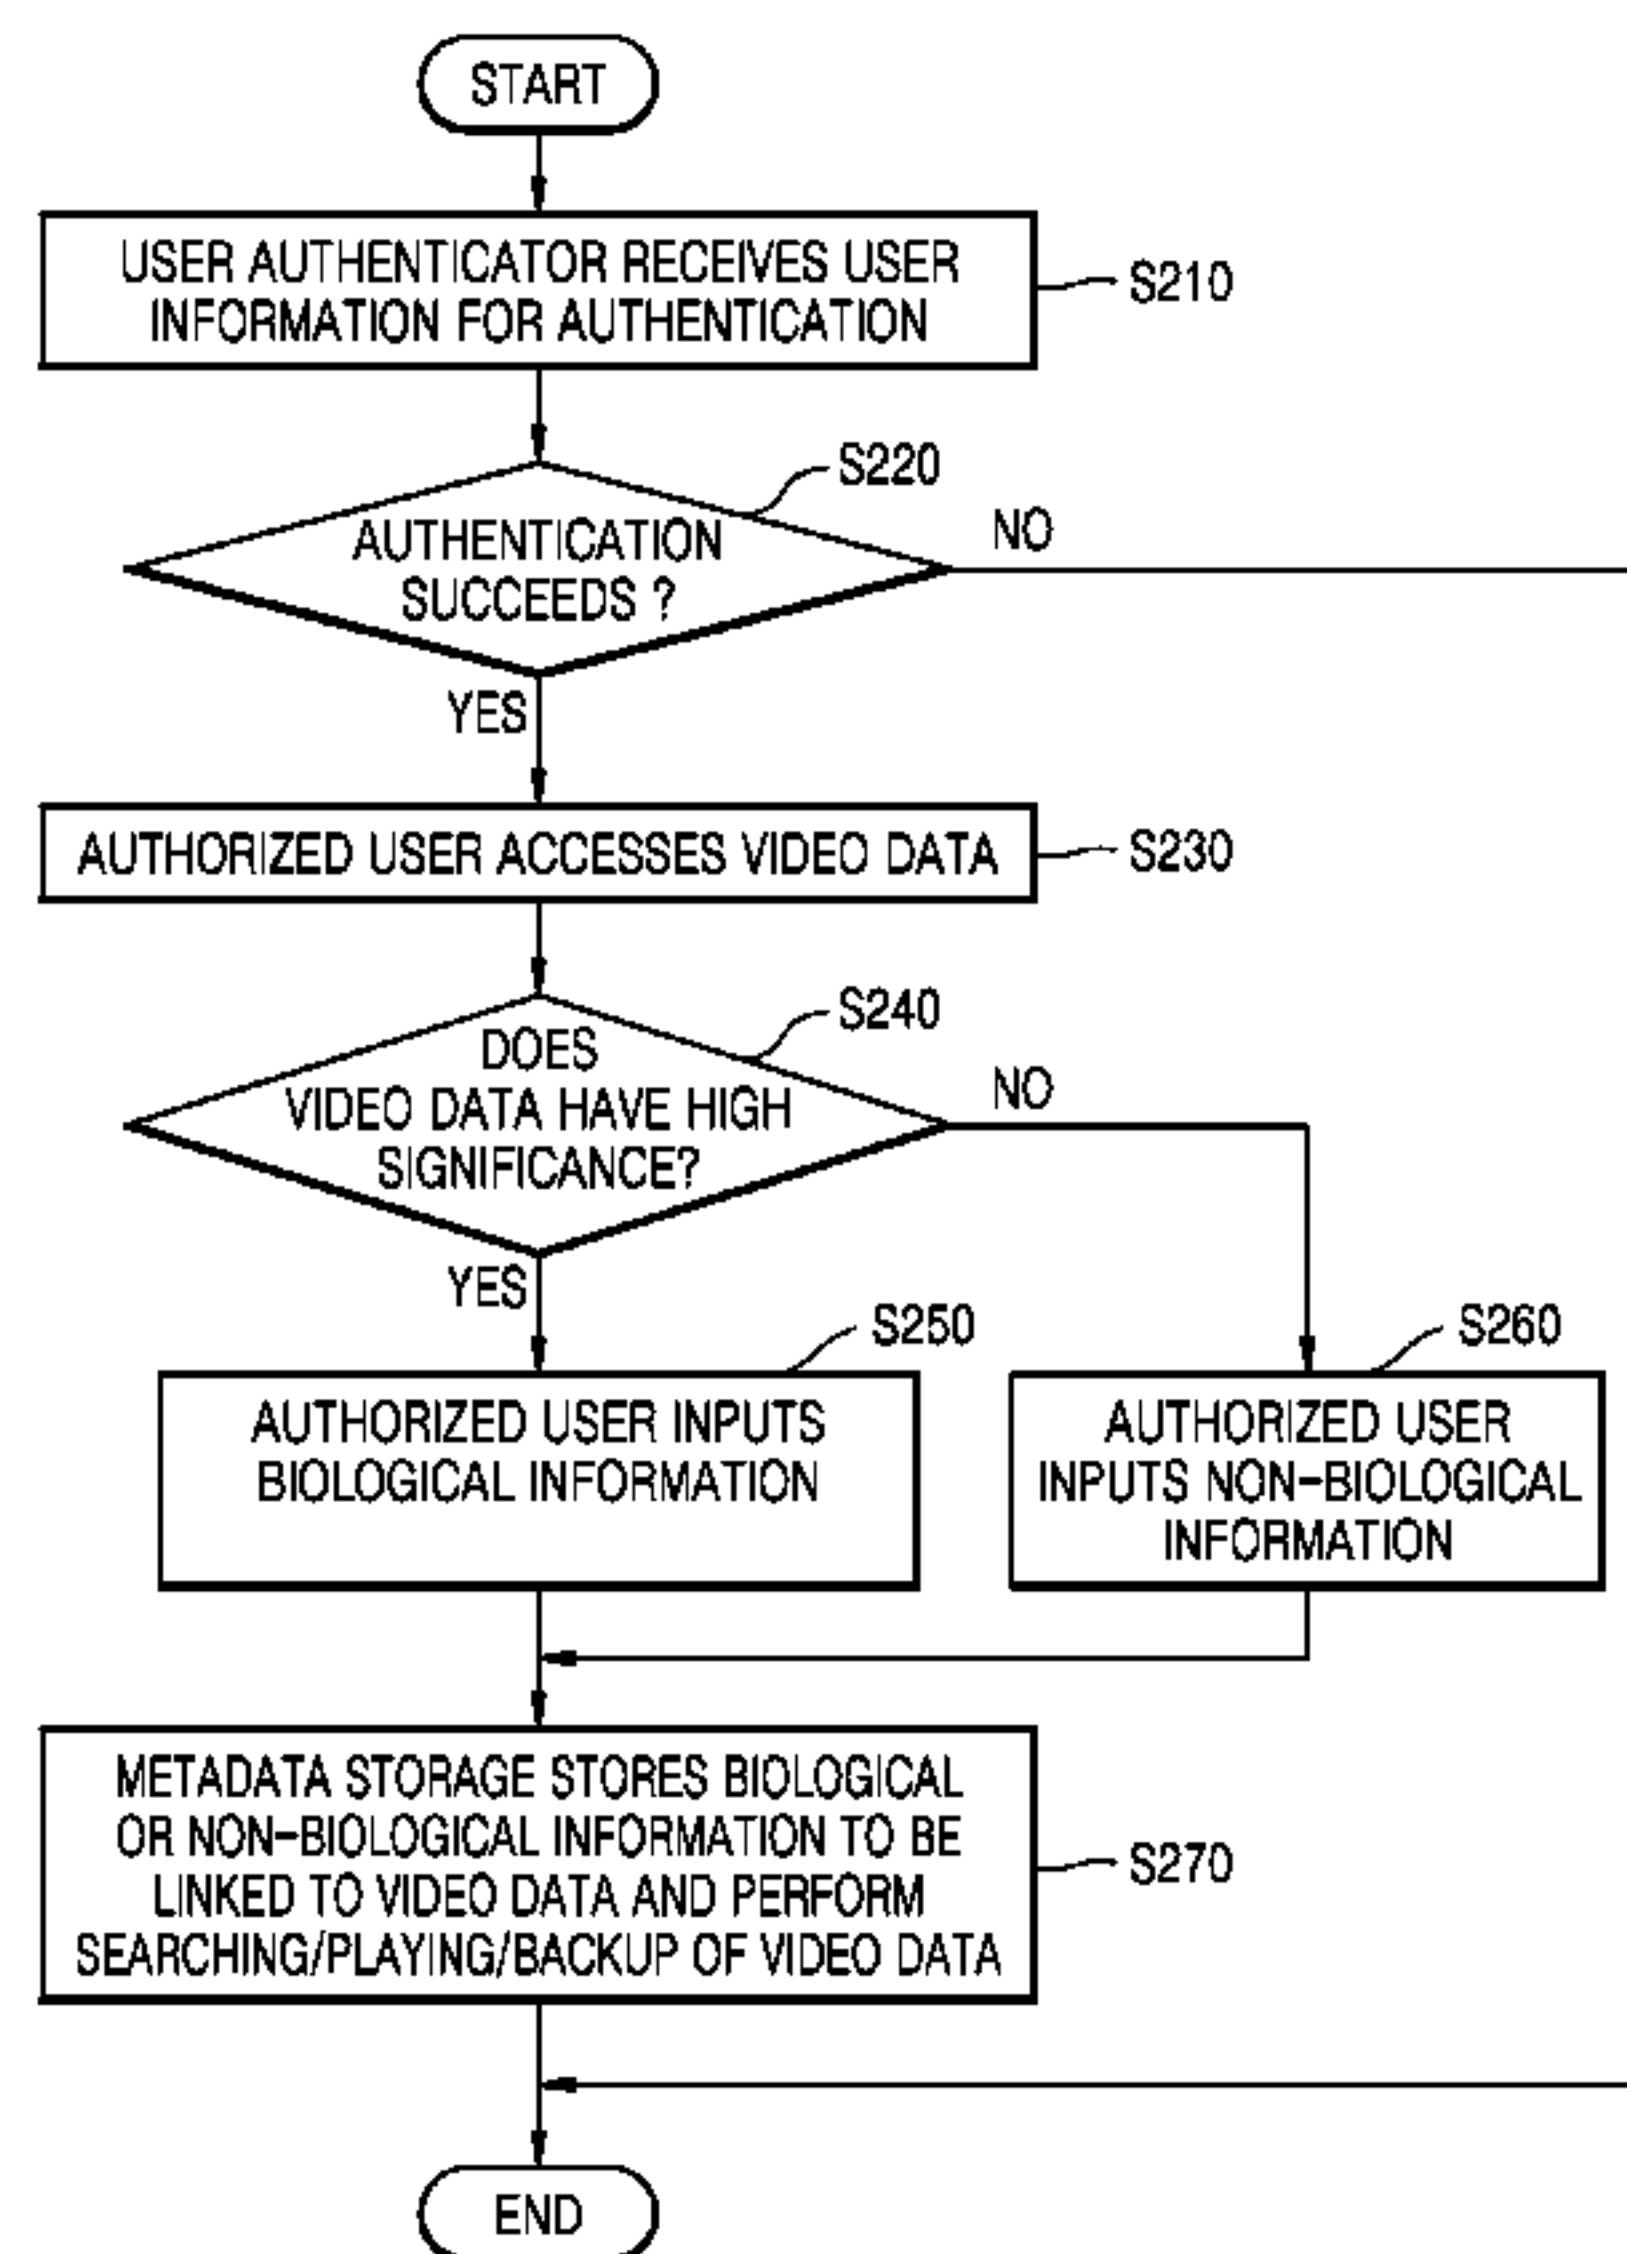 START
USER AUTHENTICATOR RECEIVES USER
INFORMATION FOR AUTHENTICATION
S210
S220
AUTHENTICATION
SUCCEEDS ?
NO
YES
AUTHORIZED USER ACCESSES VIDEO DATA
S230
S240
DOES
VIDEO DATA HAVE HIGH
SIGNIFICANCE?
NO
YES
S250
AUTHORIZED USER INPUTS
BIOLOGICAL INFORMATION
S260
AUTHORIZED USER
INPUTS NON-BIOLOGICAL
INFORMATION
METADATA STORAGE STORES BIOLOGICAL
OR NON-BIOLOGICAL INFORMATION TO BE
LINKED TO VIDEO DATA AND PERFORM
SEARCHING/PLAYING/BACKUP OF VIDEO DATA
S270
END